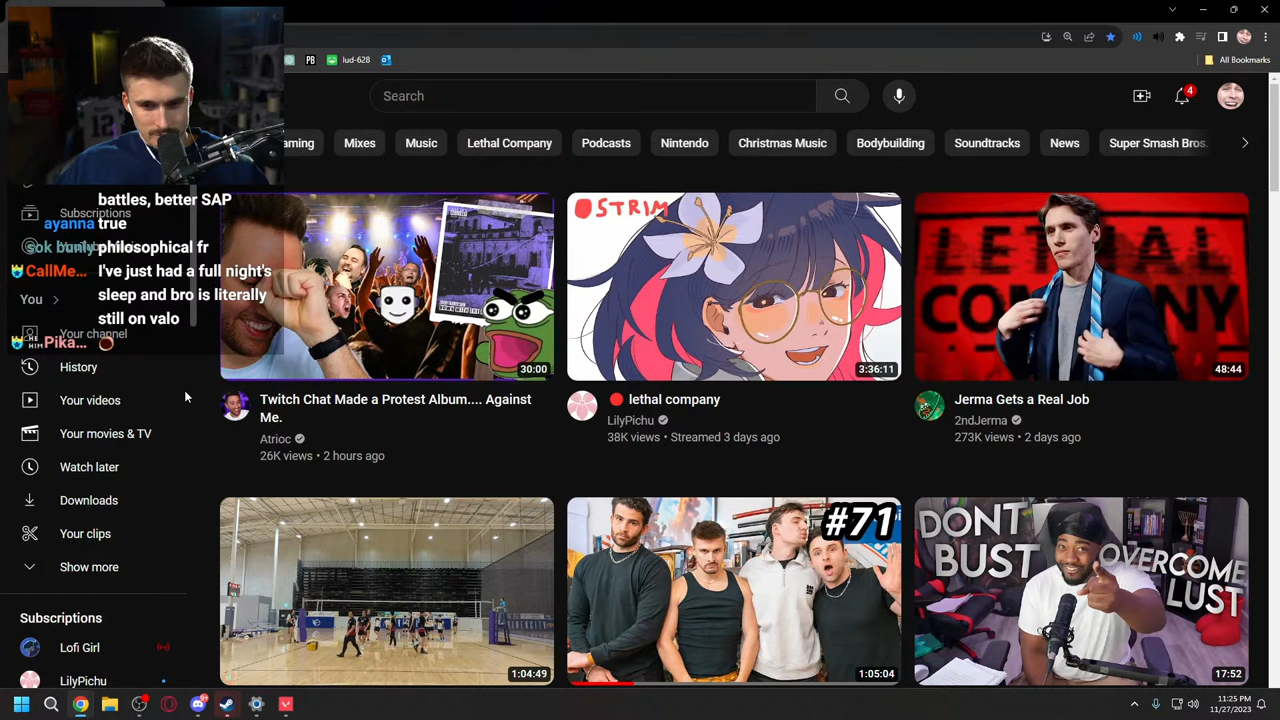 PB
lud-628
All Bookmarks
Search
4
aming
Mixes
Music
Lethal Company
Podcasts
Nintendo
Christmas Music
Bodybuilding
Soundtracks
News
Super Smash Bros.
12
battles, better SAP
ayanna true
sok bunly philosophical fr
CallMe... I've just had a full night's
sleep and bro is literally
still on valo
Pika...
Subscriptions
You
Your channel
History
Your videos
Your movies & TV
Watch later
Downloads
Your clips
Show more
Subscriptions
Lofi Girl
LilyPichu
30:00
Twitch Chat Made a Protest Album.... Against
Me.
Atrioc
26K views • 2 hours ago
STRIM
3:36:11
lethal company
LilyPichu
38K views • Streamed 3 days ago
LETHAL
COMPANY
48:44
Jerma Gets a Real Job
2ndJerma
273K views • 2 days ago
1:04:49
#71
1:05:04
DONT
BUST
OVERCOME
LUST
17:52
11:25 PM
11/27/2023